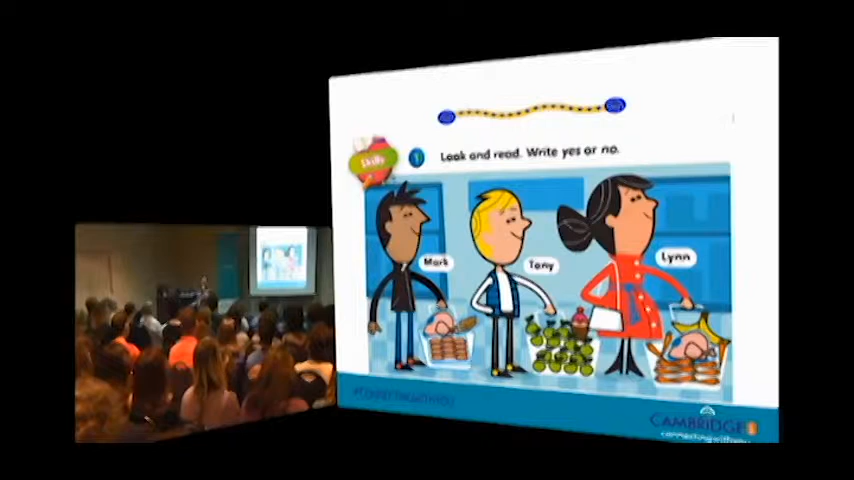 Skills
1 Look and read. Write yes or no.
Mark
Tony
Lynn
CAMBRIDGE